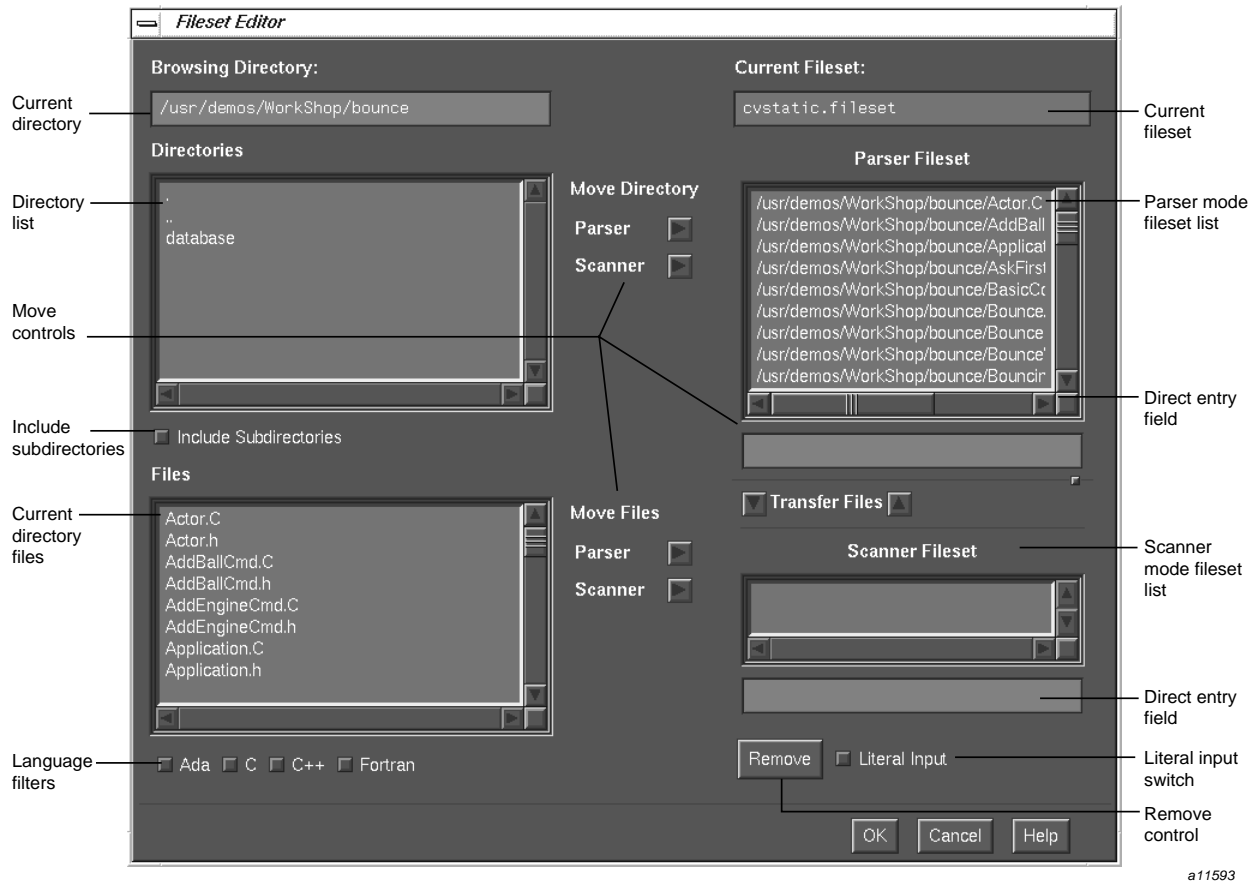 Fileset Editor
Browsing Directory:
/usr/demos/WorkShop/bounce
Directories
.
..
database
Include Subdirectories
Files
Actor.C
Actor.h
AddBallCmd.C
AddBallCmd.h
AddEngineCmd.C
AddEngineCmd.h
Application.C
Application.h
Ada C C++ Fortran
Move Directory
Parser
Scanner
Move Files
Parser
Scanner
Current Fileset:
cvstatic.fileset
Parser Fileset
/usr/demos/WorkShop/bounce/Actor.C
/usr/demos/WorkShop/bounce/AddBall
/usr/demos/WorkShop/bounce/Applicat
/usr/demos/WorkShop/bounce/AskFirst
/usr/demos/WorkShop/bounce/BasicCo
/usr/demos/WorkShop/bounce/Bounce.
/usr/demos/WorkShop/bounce/Bounce
/usr/demos/WorkShop/bounce/Bounce
/usr/demos/WorkShop/bounce/Bouncin
Transfer Files
Scanner Fileset
Remove
Literal Input
OK Cancel Help
Current
directory
Directory
list
Move
controls
Include
subdirectories
Current
directory
files
Language
filters
Current
fileset
Parser mode
fileset list
Direct entry
field
Scanner
mode fileset
list
Direct entry
field
Literal input
switch
Remove
control
a11593